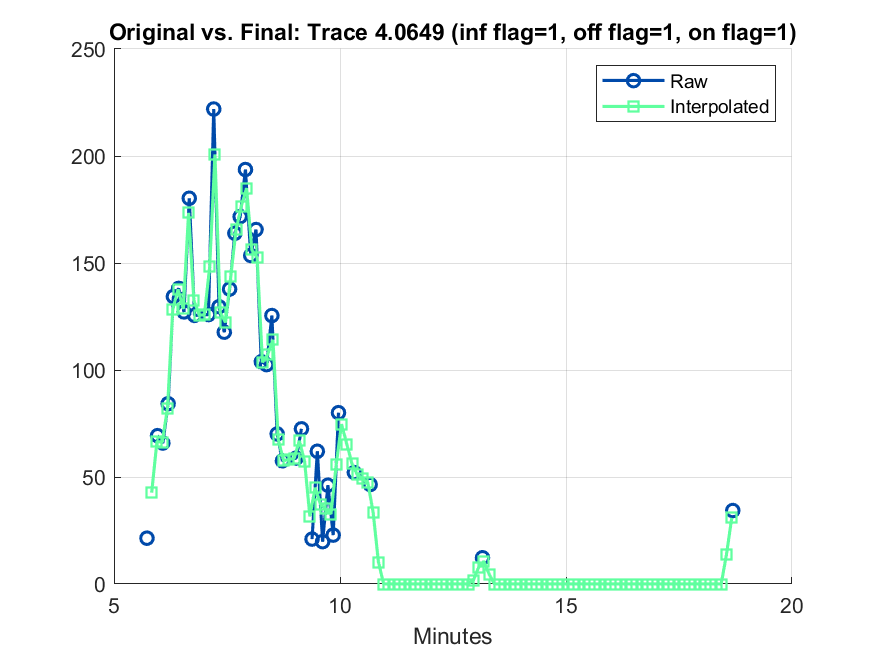 Original vs. Final: Trace 4.0649 (inf flag=1, off flag=1, on flag=1)
250
200
150
100
50
0
Raw
Interpolated
5
10
15
20
Minutes